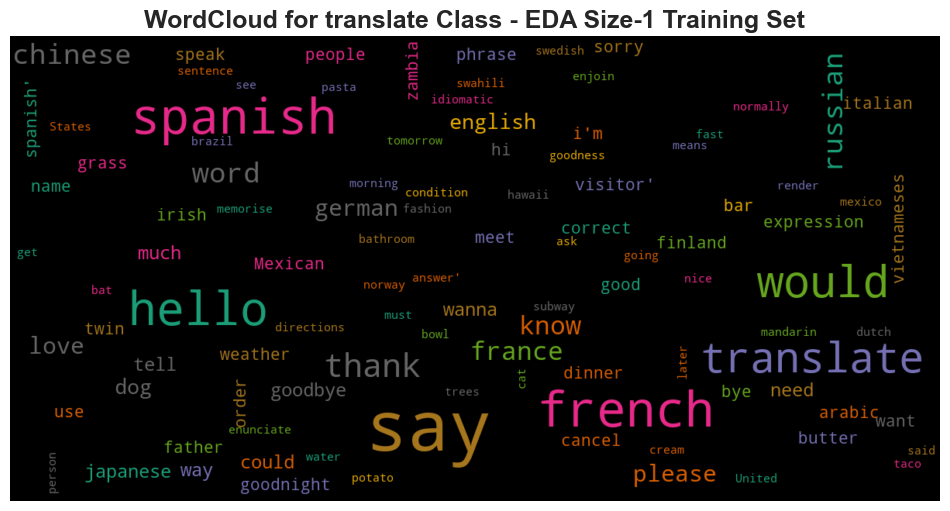 WordCloud for translate Class - EDA Size-1 Training Set
chinese
speak
people
zambia
phrase
swedish
sorry
sentence
see
pasta
swahili
enjoin
idiomatic
spanish'
spanish
States
brazil
tomorrow
english
hi
i'm
goodness
normally
fast
means
russian
italian
grass
name
word
morning
condition
hawaii
visitor'
render
mexico
vietnameses
irish
memorise
german
fashion
bar
expression
get
much
Mexican
bathroom
meet
ask
correct
finland
going
bat
norway
answer'
good
nice
would
hello
twin
directions
must
wanna
subway
bowl
know
mandarin
dutch
love
tell
weather
thank
france
cat
dinner
later
translate
dog
order
goodbye
trees
bye
need
use
say
french
arabic
want
enunciate
father
cancel
butter
said
person
japanese
way
could
water
cream
taco
goodnight
potato
please
United